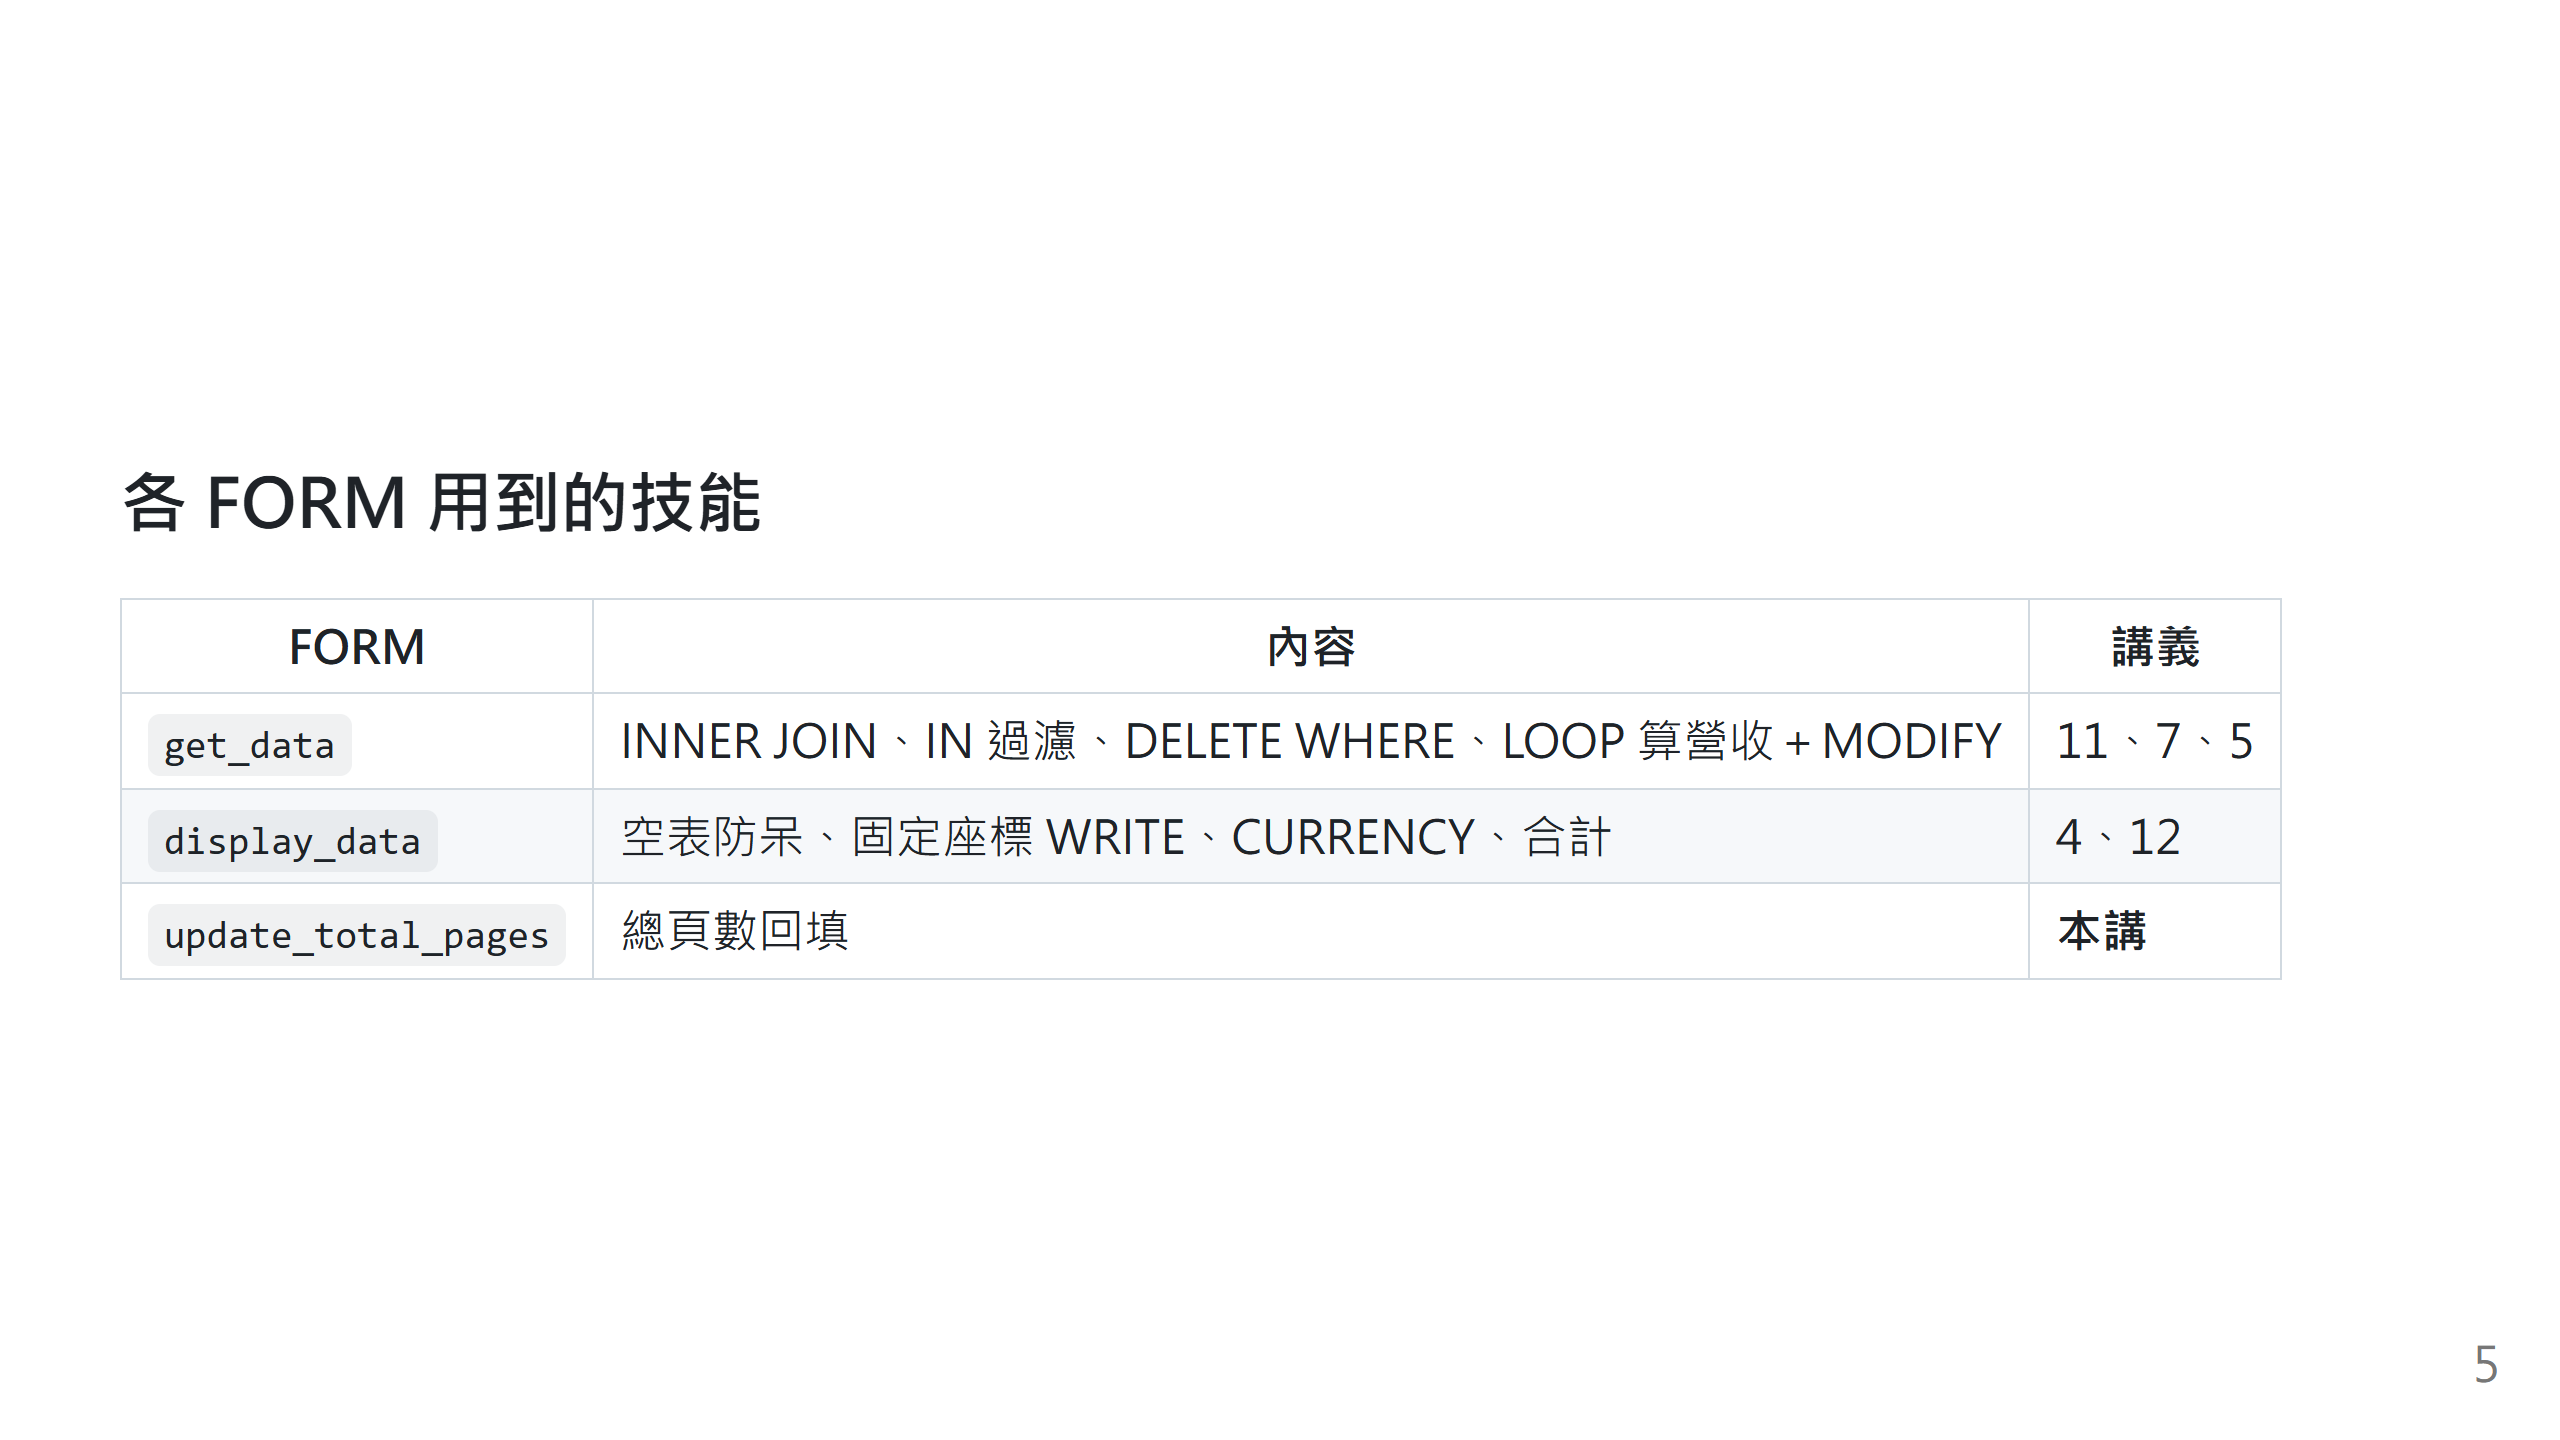 各 FORM 用到的技能
FORM 內容 講義
get_data INNER JOIN、IN 過濾、DELETE WHERE、LOOP 算營收 + MODIFY 11、7、5
display_data 空表防呆、固定座標 WRITE、CURRENCY、合計 4、12
update_total_pages 總頁數回填 本講
5